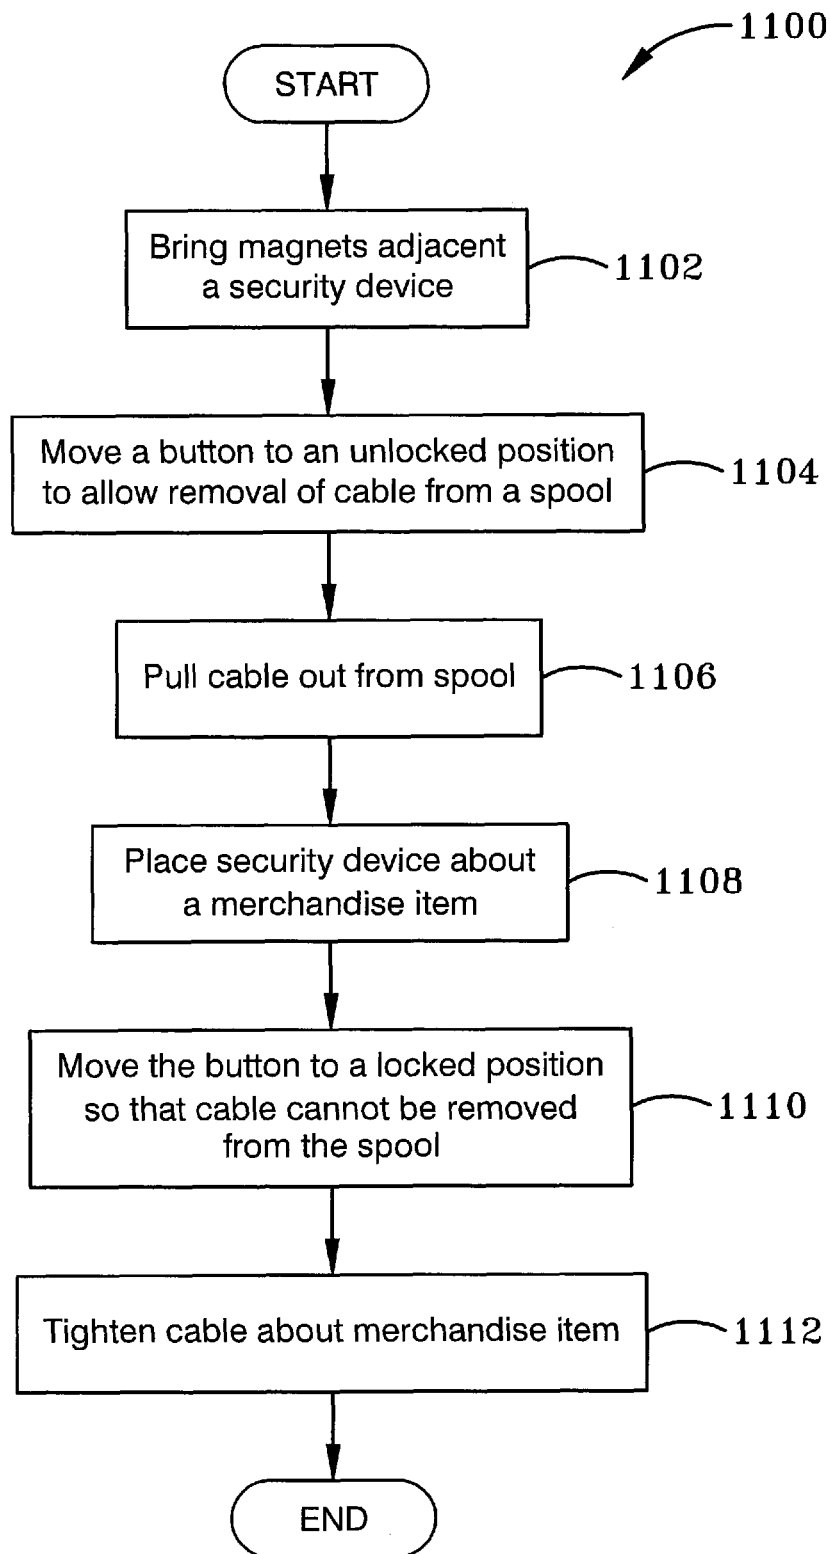 1100
START
Bring magnets adjacent
a security device
1102
Move a button to an unlocked position
to allow removal of cable from a spool
1104
Pull cable out from spool
1106
Place security device about
a merchandise item
1108
Move the button to a locked position
so that cable cannot be removed
from the spool
1110
Tighten cable about merchandise item
1112
END